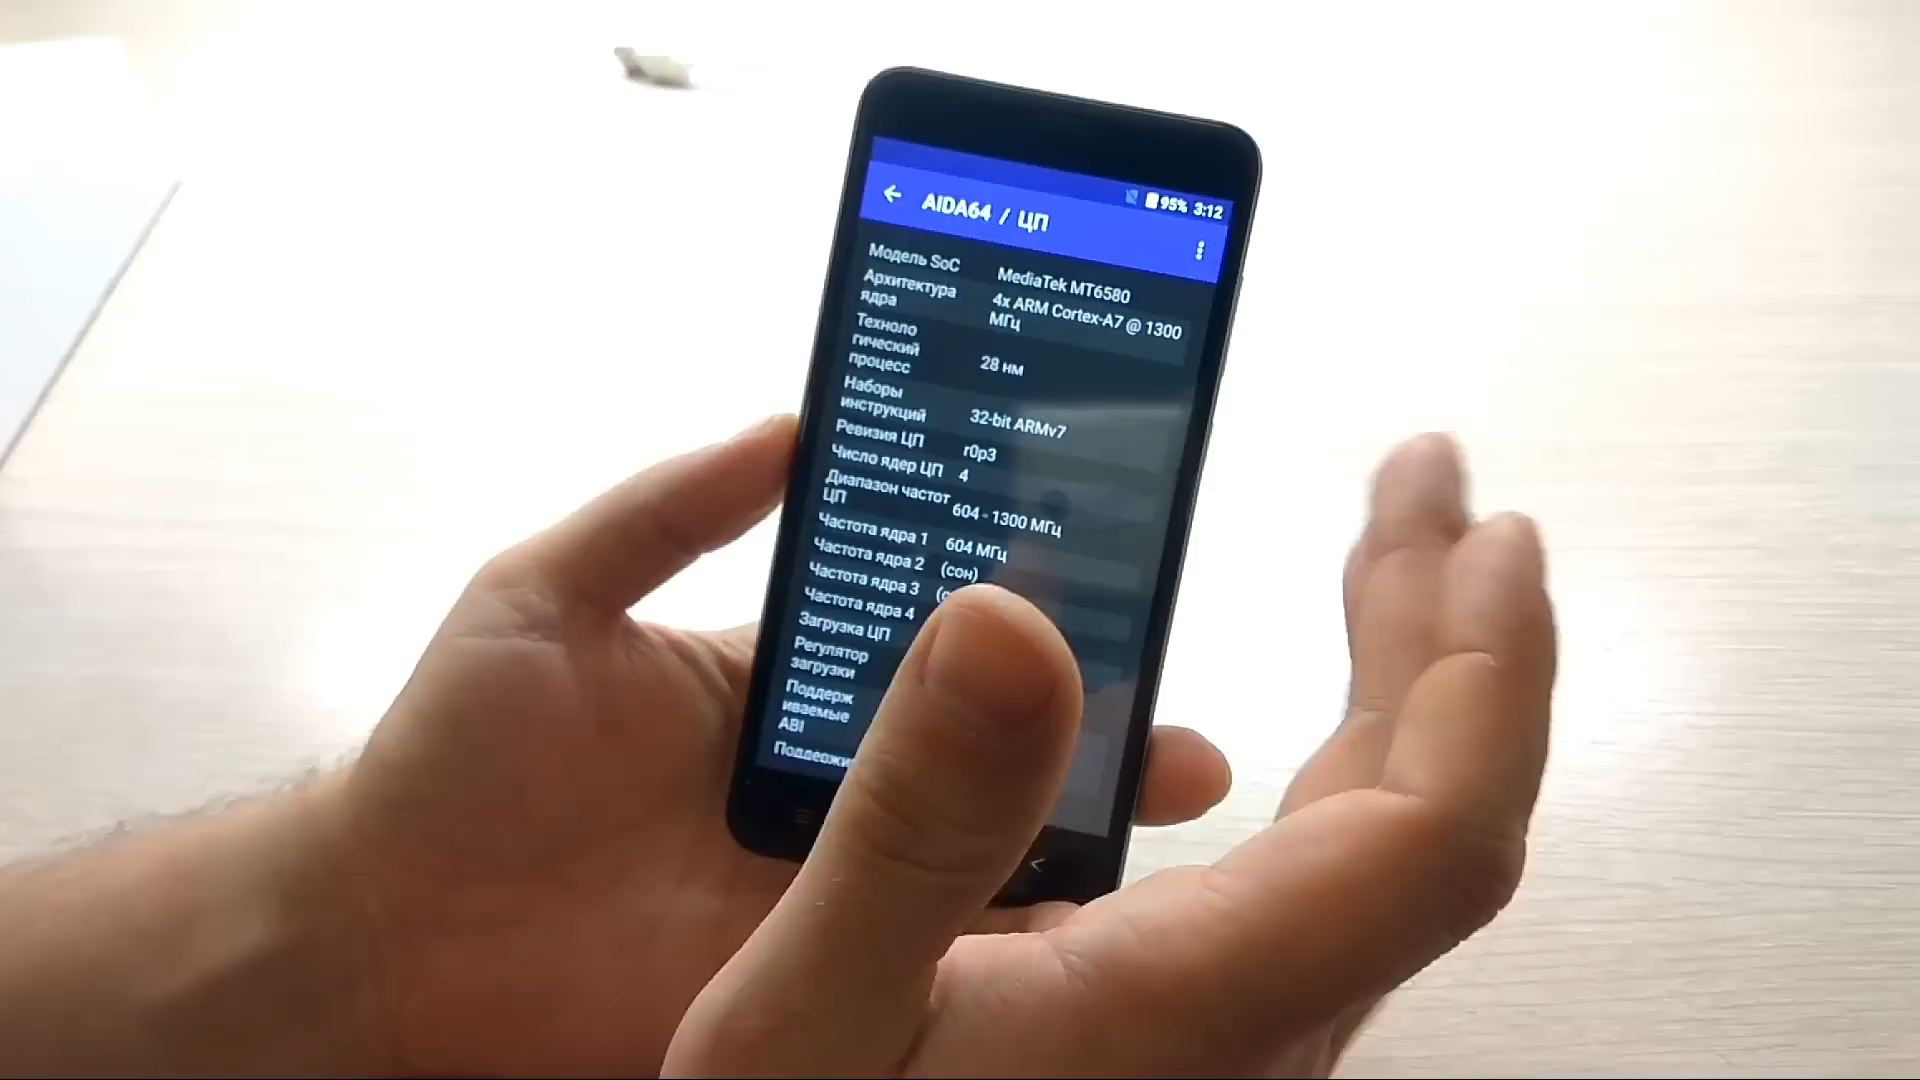 95% 3:12
AIDA64 / ЦП
Модель SoC MediaTek MT6580
Архитектура
ядра
4x ARM Cortex-A7 @ 1300
МГц
Техноло
гический
процесс
28 нм
Наборы
инструкций
32-bit ARMv7
Ревизия ЦП r0p3
Число ядер ЦП 4
Диапазон частот
ЦП
604 - 1300 МГц
Частота ядра 1 604 МГц
Частота ядра 2 (сон)
Частота ядра 3
Частота ядра 4
Загрузка ЦП
Регулятор
загрузки
Поддерж
иваемые
ABI